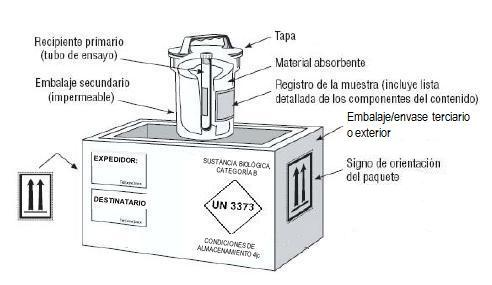 Recipiente primario
(tubo de ensayo)
Embalaje secundario
(impermeable)
Tapa
Material absorbente
Registro de la muestra (incluye lista
detallada de los componentes del contenido)
Embalaje/envase terciario
o exterior
Signo de orientación
del paquete
EXPEDIDOR:
DESTINATARIO
SUSTANCIA BIOLÓGICA
CATEGORÍA B
UN 3373
CONDICIONES DE
ALMACENAMIENTO 4ºc